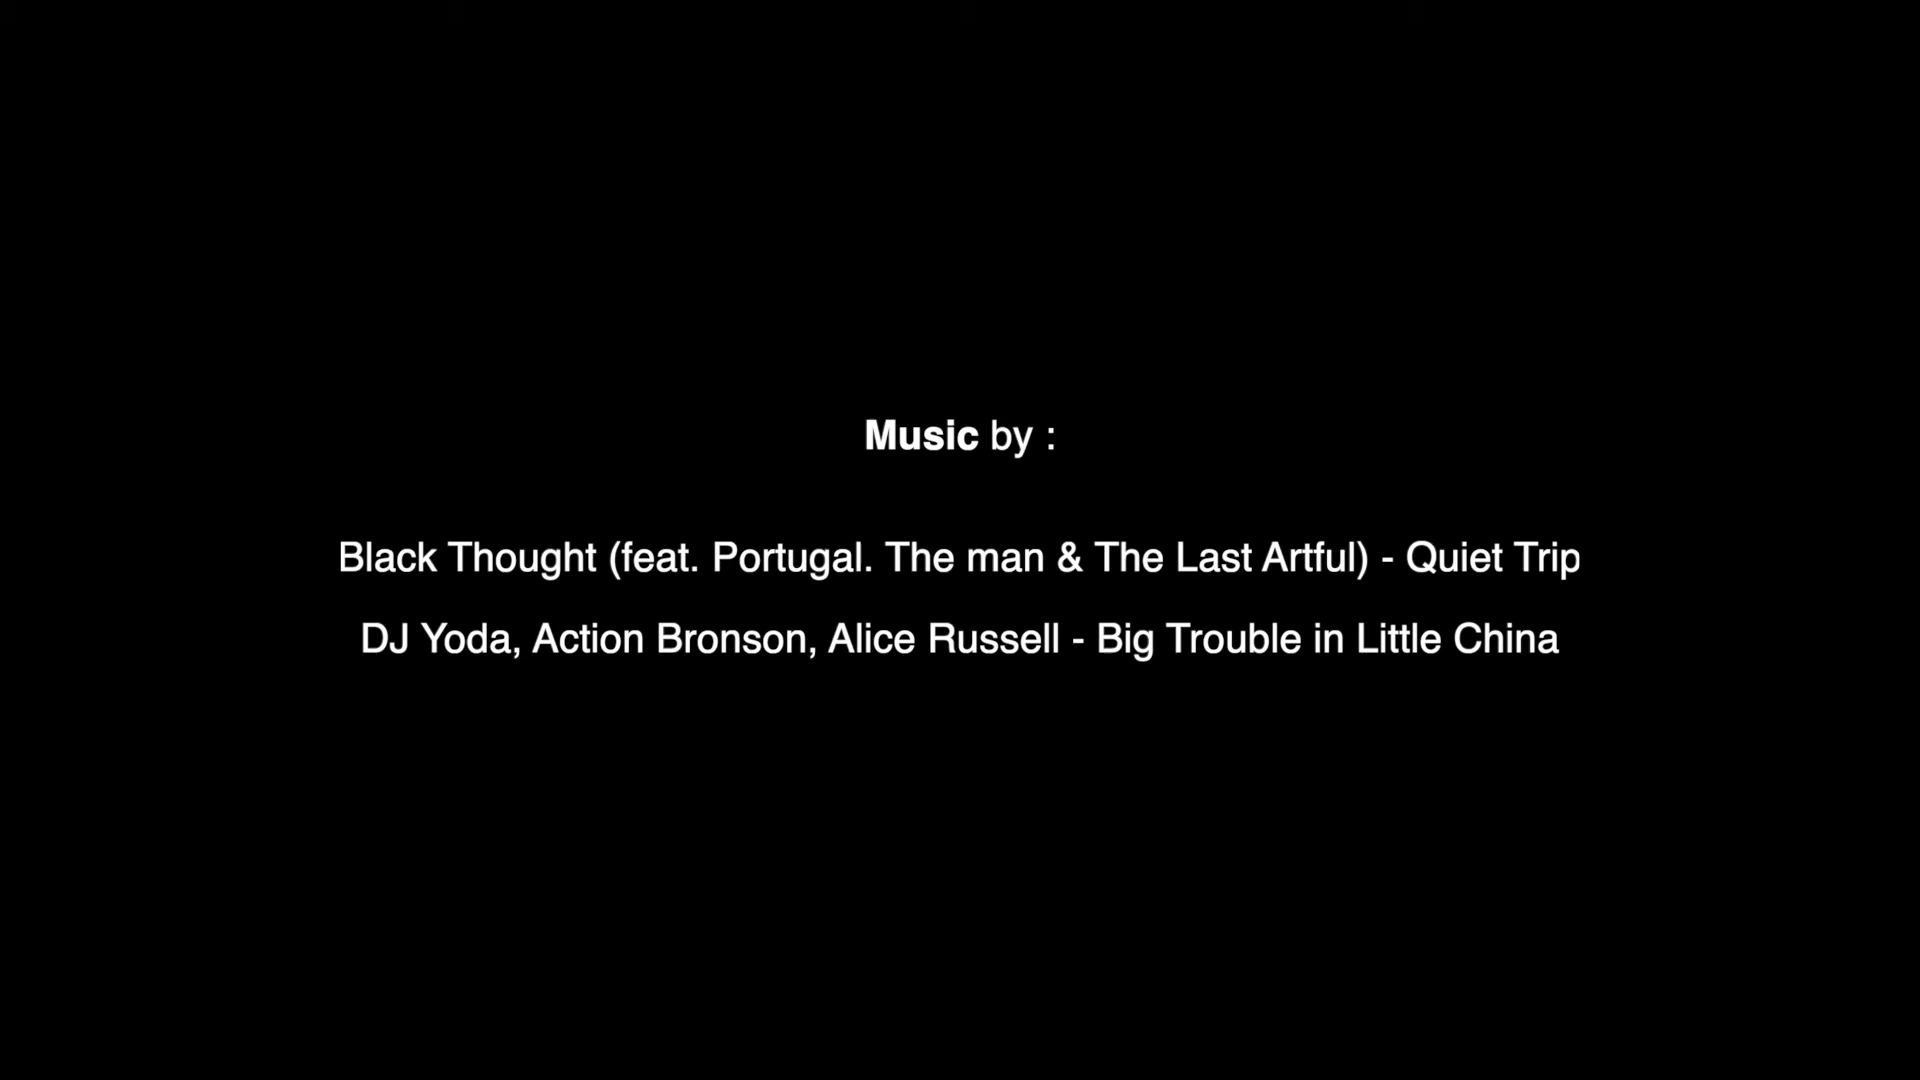 Music by :
Black Thought (feat. Portugal. The man & The Last Artful) - Quiet Trip
DJ Yoda, Action Bronson, Alice Russell - Big Trouble in Little China